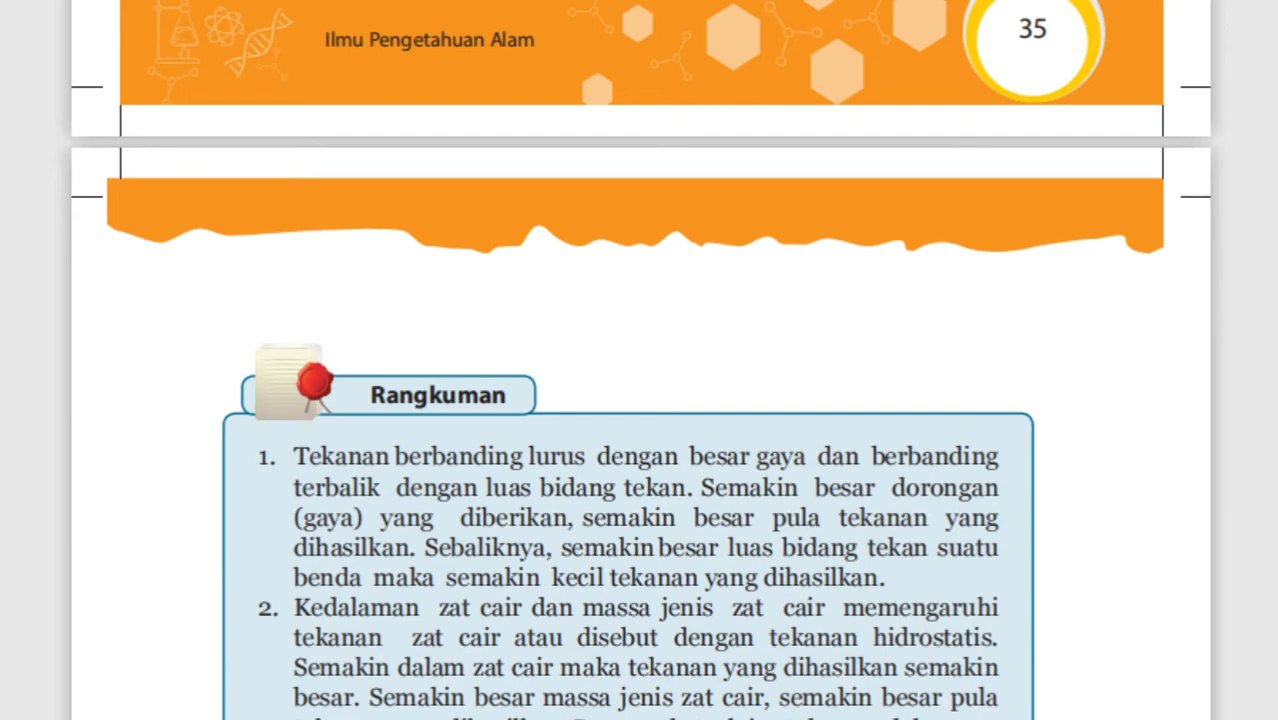 Ilmu Pengetahuan Alam
35
Rangkuman
1. Tekanan berbanding lurus dengan besar gaya dan berbanding
terbalik dengan luas bidang tekan. Semakin besar dorongan
(gaya) yang diberikan, semakin besar pula tekanan yang
dihasilkan. Sebaliknya, semakin besar luas bidang tekan suatu
benda maka semakin kecil tekanan yang dihasilkan.
2. Kedalaman zat cair dan massa jenis zat cair memengaruhi
tekanan zat cair atau disebut dengan tekanan hidrostatis.
Semakin dalam zat cair maka tekanan yang dihasilkan semakin
besar. Semakin besar massa jenis zat cair, semakin besar pula